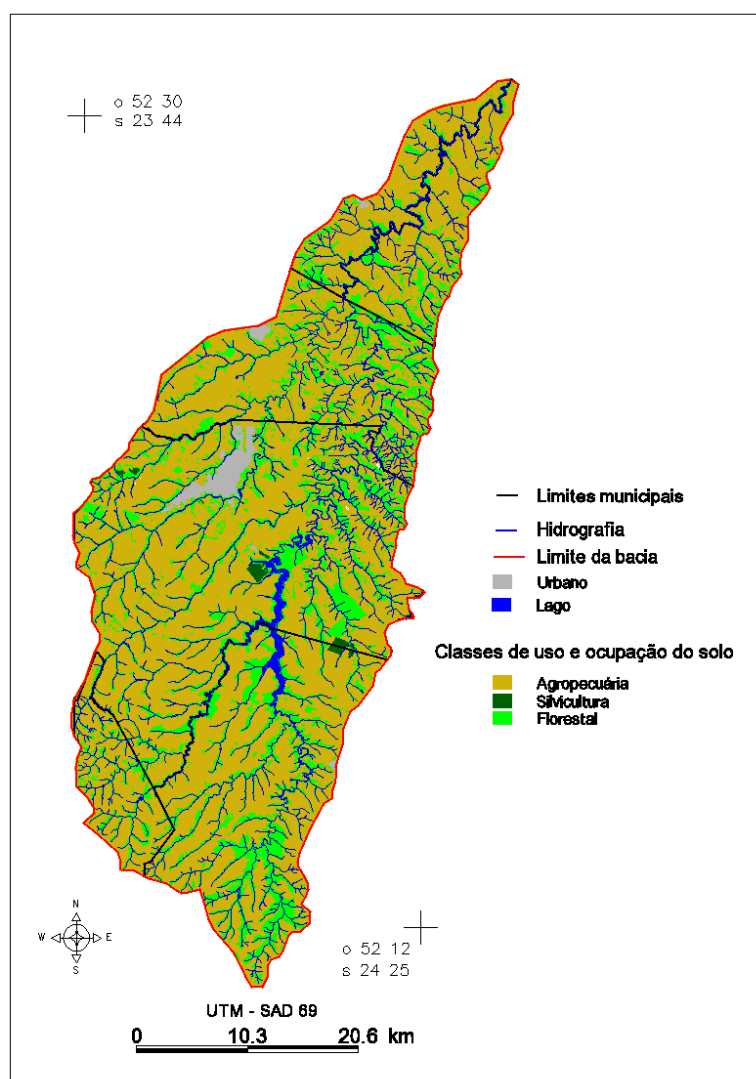 o 52 30
s 23 44
Limites municipais
Hidrografia
Limite da bacia
Urbano
Lago
Classes de uso e ocupação do solo
Agropecuária
Silvicultura
Florestal
N
W E
S
o 52 12
s 24 25
UTM - SAD 69
0 10.3 20.6 km